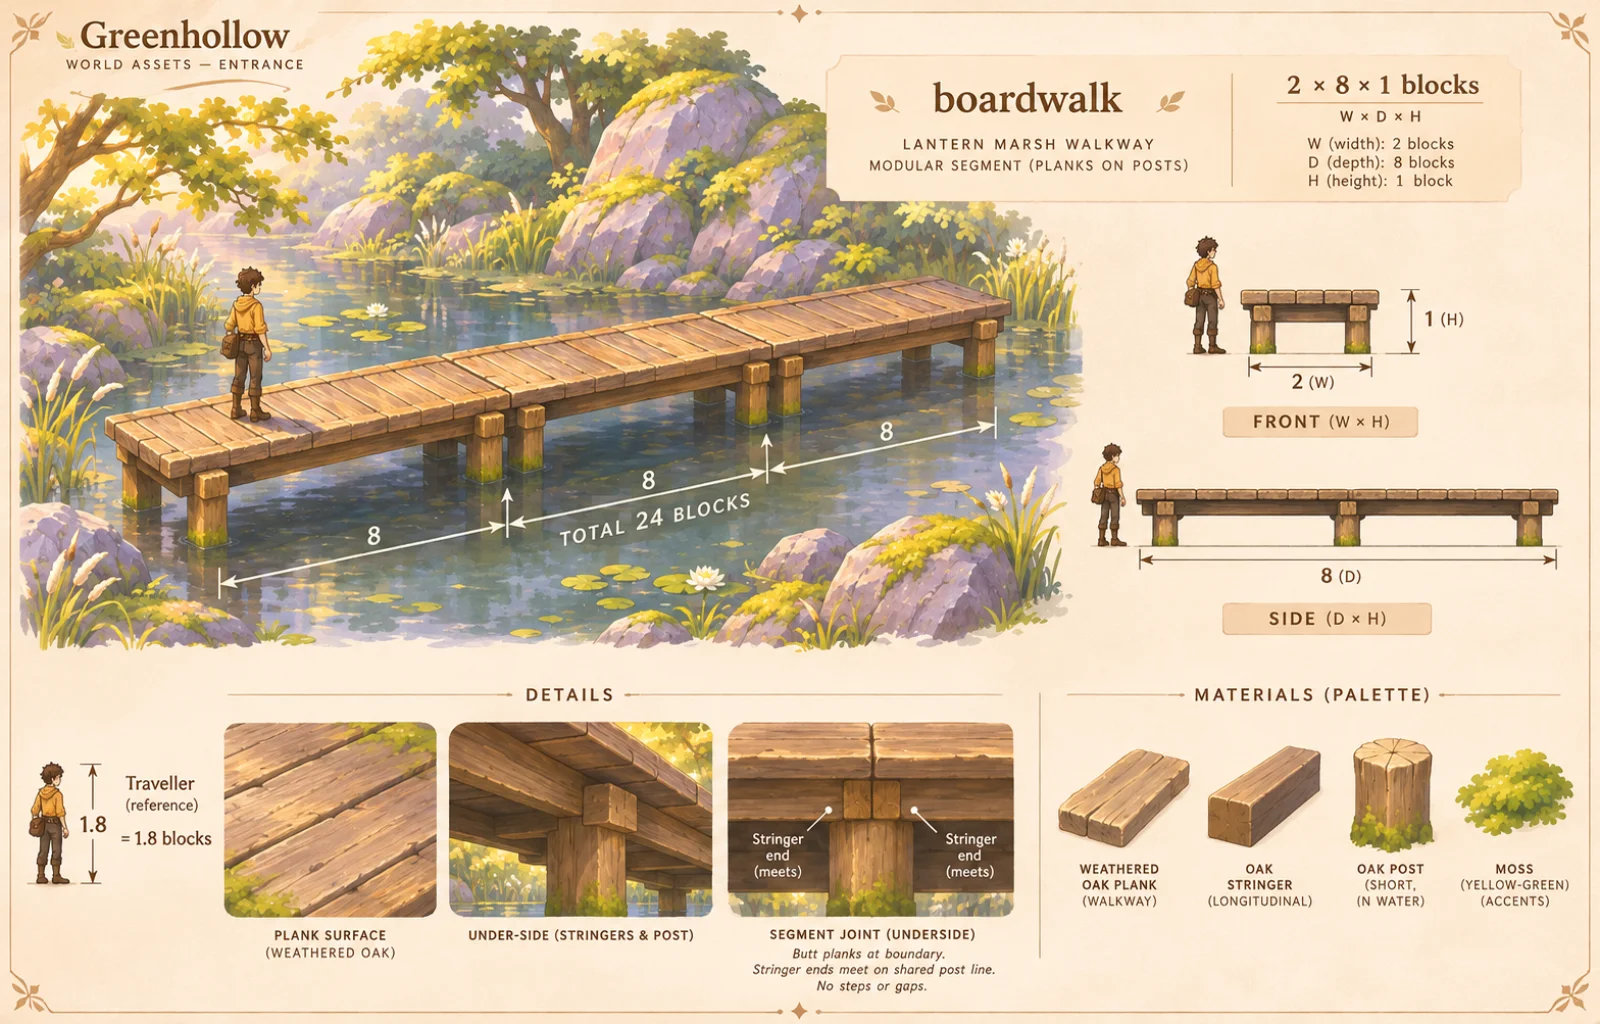 Greenhollow
WORLD ASSETS — ENTRANCE
boardwalk
LANTERN MARSH WALKWAY
MODULAR SEGMENT (PLANKS ON POSTS)
2 × 8 × 1 blocks
W × D × H
W (width): 2 blocks
D (depth): 8 blocks
H (height): 1 block
1 (H)
2 (W)
FRONT (W × H)
8 (D)
SIDE (D × H)
8
8
8
TOTAL 24 BLOCKS
DETAILS
1.8
Traveller
(reference)
= 1.8 blocks
PLANK SURFACE
(WEATHERED OAK)
UNDER-SIDE (STRINGERS & POST)
Stringer
end
(meets)
Stringer
end
(meets)
SEGMENT JOINT (UNDERSIDE)
Butt planks at boundary.
Stringer ends meet on shared post line.
No steps or gaps.
MATERIALS (PALETTE)
WEATHERED
OAK PLANK
(WALKWAY)
OAK
STRINGER
(LONGITUDINAL)
OAK POST
(SHORT,
(N WATER)
MOSS
(YELLOW-GREEN)
(ACCENTS)